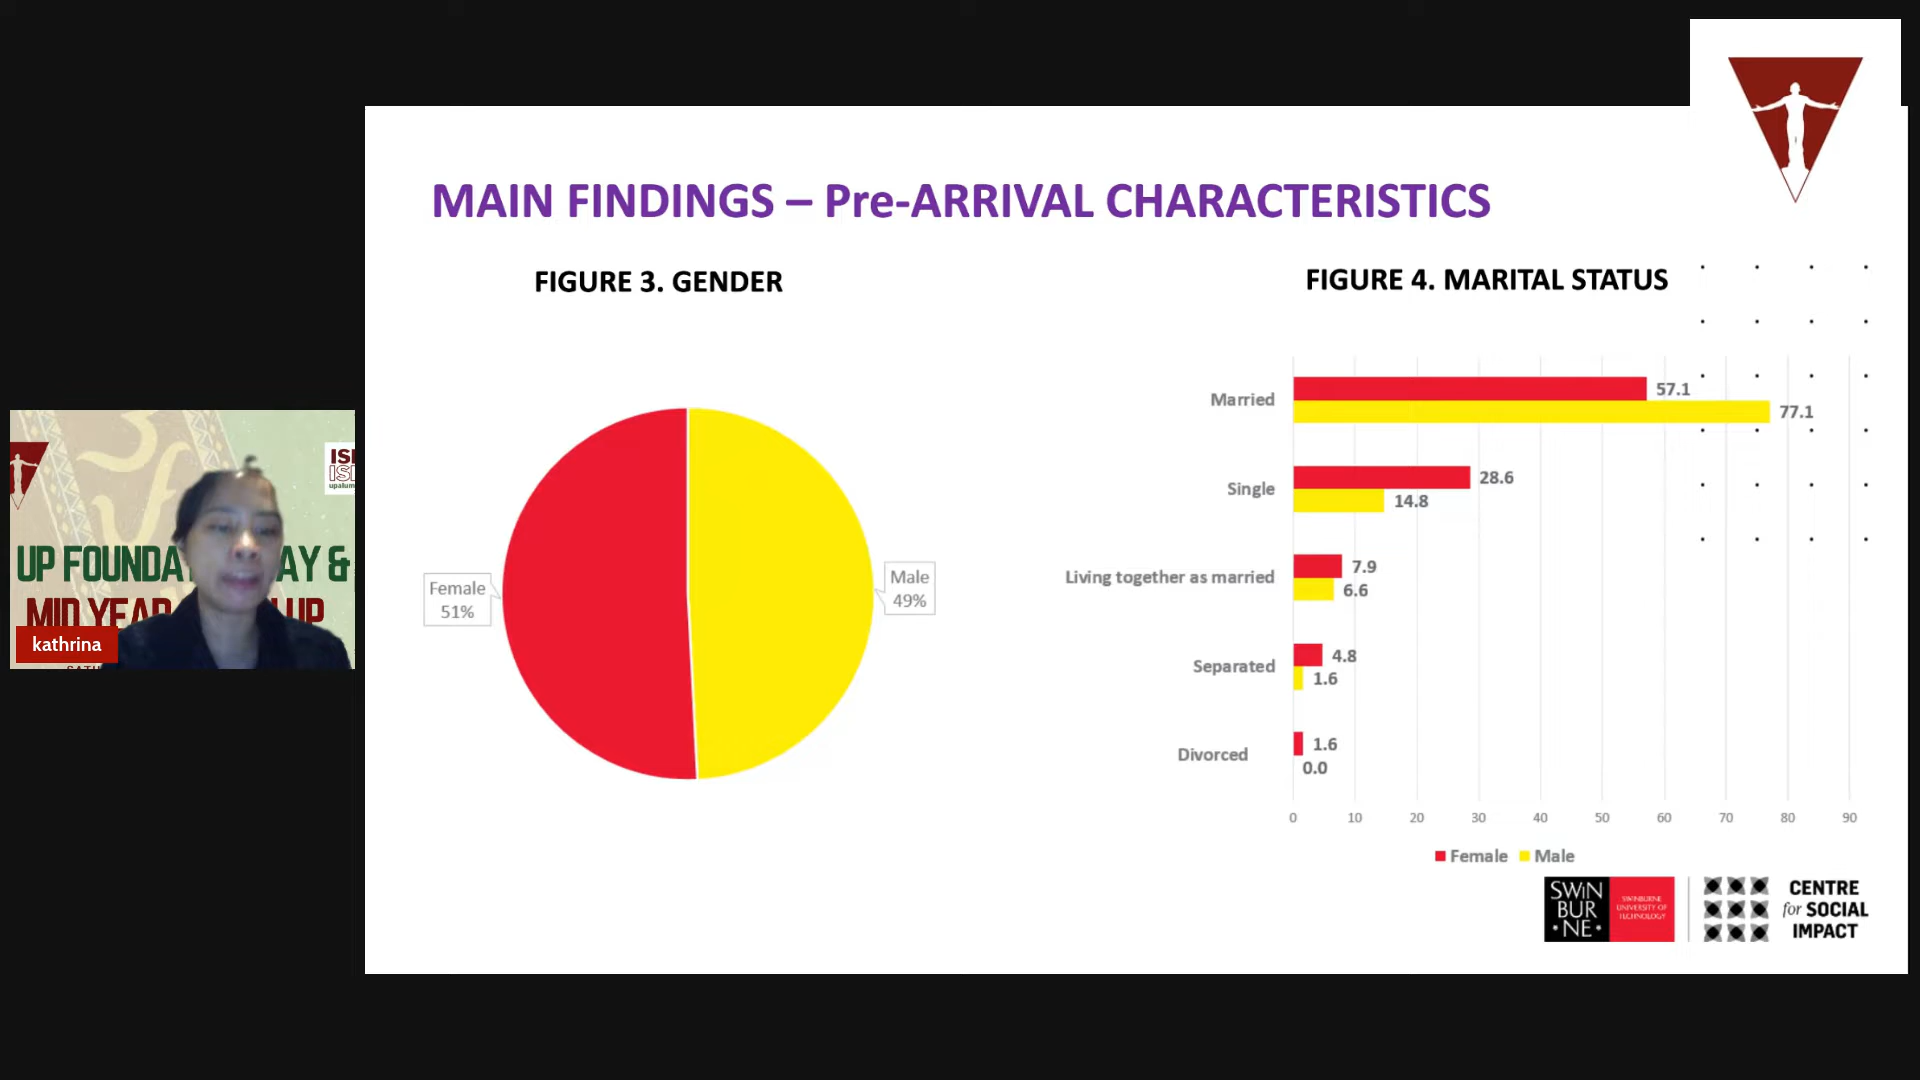 MAIN FINDINGS – Pre-ARRIVAL CHARACTERISTICS
FIGURE 3. GENDER
Female
51%
Male
49%
FIGURE 4. MARITAL STATUS
Married
57.1
77.1
Single
28.6
14.8
Living together as married
7.9
6.6
Separated
4.8
1.6
Divorced
1.6
0.0
0 10 20 30 40 50 60 70 80 90
Female Male
SWiN
BUR
•NE•
SWINBURNE
UNIVERSITY OF
TECHNOLOGY
CENTRE
for SOCIAL
IMPACT
UP FOUNDA AY &
MID YEAR UP
kathrina